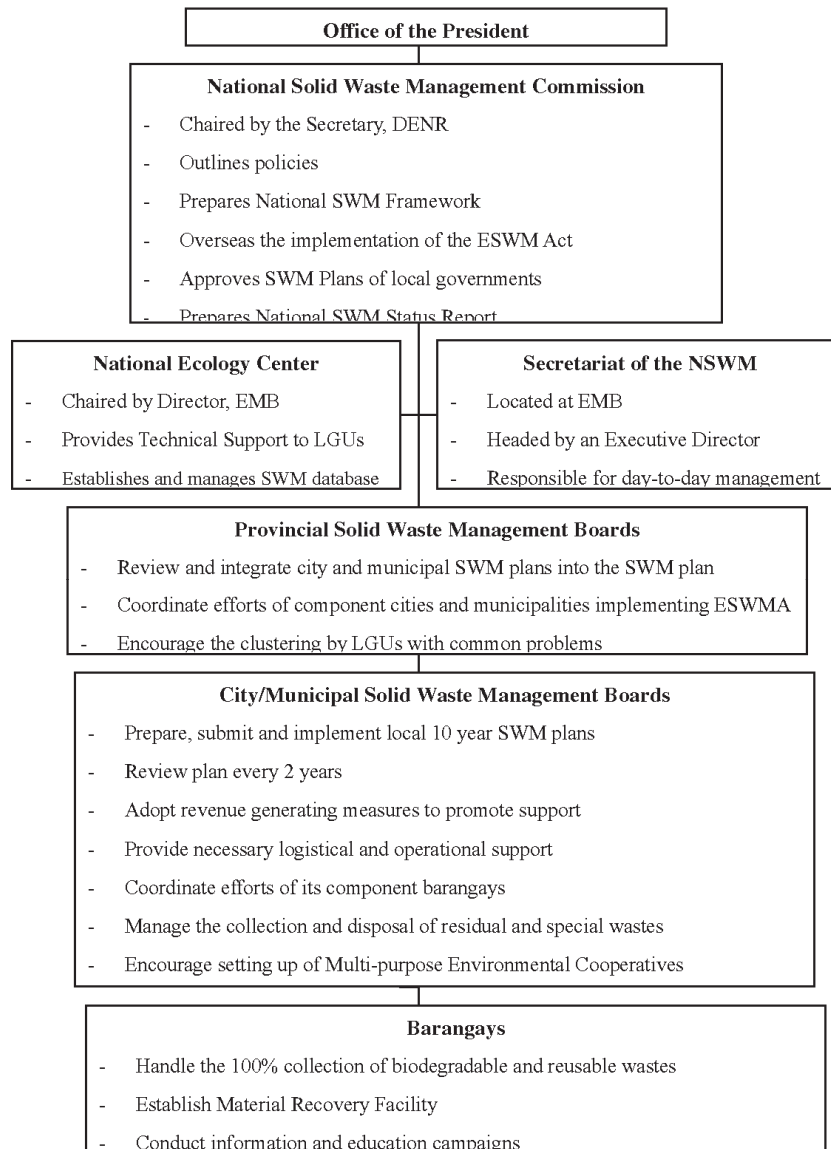 Office of the President
National Solid Waste Management Commission
- Chaired by the Secretary, DENR
- Outlines policies
- Prepares National SWM Framework
- Overseas the implementation of the ESWM Act
- Approves SWM Plans of local governments
- Prepares National SWM Status Report
National Ecology Center
- Chaired by Director, EMB
- Provides Technical Support to LGUs
- Establishes and manages SWM database
Secretariat of the NSWM
- Located at EMB
- Headed by an Executive Director
- Responsible for day-to-day management
Provincial Solid Waste Management Boards
- Review and integrate city and municipal SWM plans into the SWM plan
- Coordinate efforts of component cities and municipalities implementing ESWMA
- Encourage the clustering by LGUs with common problems
City/Municipal Solid Waste Management Boards
- Prepare, submit and implement local 10 year SWM plans
- Review plan every 2 years
- Adopt revenue generating measures to promote support
- Provide necessary logistical and operational support
- Coordinate efforts of its component barangays
- Manage the collection and disposal of residual and special wastes
- Encourage setting up of Multi-purpose Environmental Cooperatives
Barangays
- Handle the 100% collection of biodegradable and reusable wastes
- Establish Material Recovery Facility
- Conduct information and education campaigns